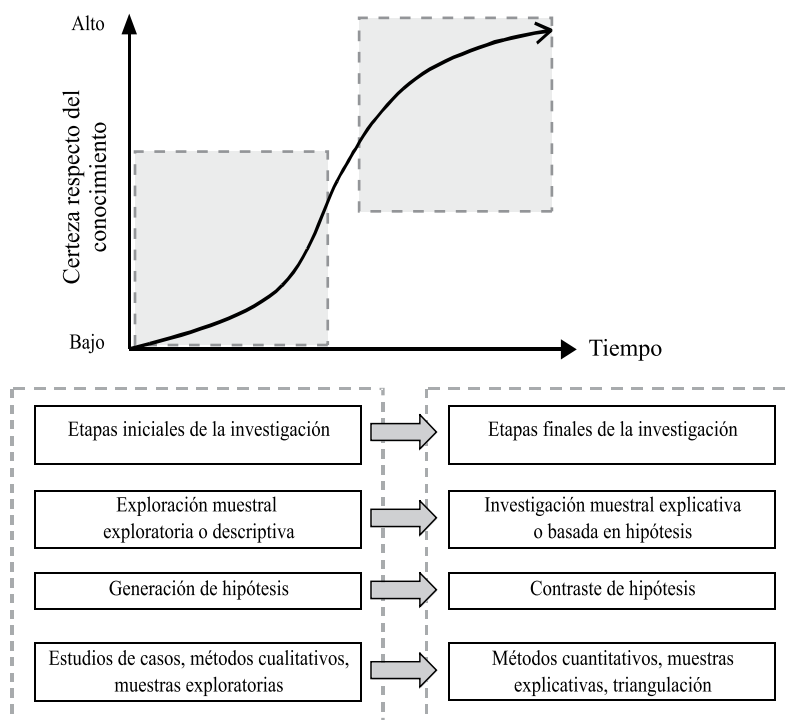 Alto
Certeza respecto del
conocimiento
Bajo
Tiempo
Etapas iniciales de la investigación
Etapas finales de la investigación
Exploración muestral
exploratoria o descriptiva
Investigación muestral explicativa
o basada en hipótesis
Generación de hipótesis
Contraste de hipótesis
Estudios de casos, métodos cualitativos,
muestras exploratorias
Métodos cuantitativos, muestras
explicativas, triangulación